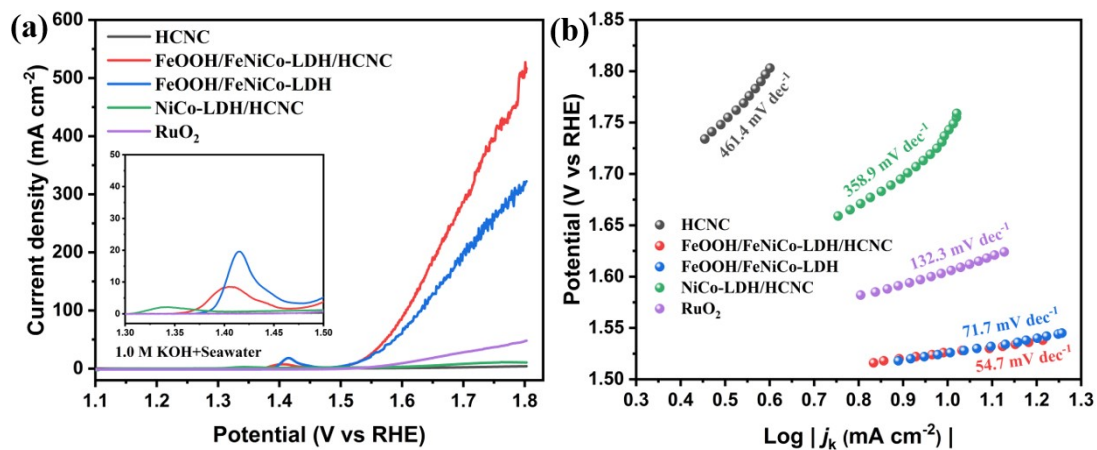 (a)
600
500
400
300
200
100
0
Current density (mA cm⁻²)
HCNC
FeOOH/FeNiCo-LDH/HCNC
FeOOH/FeNiCo-LDH
NiCo-LDH/HCNC
RuO₂
50
40
30
20
10
0
1.30 1.35 1.40 1.45 1.50
1.0 M KOH+Seawater
1.1 1.2 1.3 1.4 1.5 1.6 1.7 1.8
Potential (V vs RHE)
(b)
1.85
1.80
1.75
1.70
1.65
1.60
1.55
1.50
Potential (V vs RHE)
461.4 mV dec⁻¹
358.9 mV dec⁻¹
HCNC
FeOOH/FeNiCo-LDH/HCNC
FeOOH/FeNiCo-LDH
NiCo-LDH/HCNC
RuO₂
132.3 mV dec⁻¹
71.7 mV dec⁻¹
54.7 mV dec⁻¹
0.3 0.4 0.5 0.6 0.7 0.8 0.9 1.0 1.1 1.2 1.3
Log | jₖ (mA cm⁻²) |